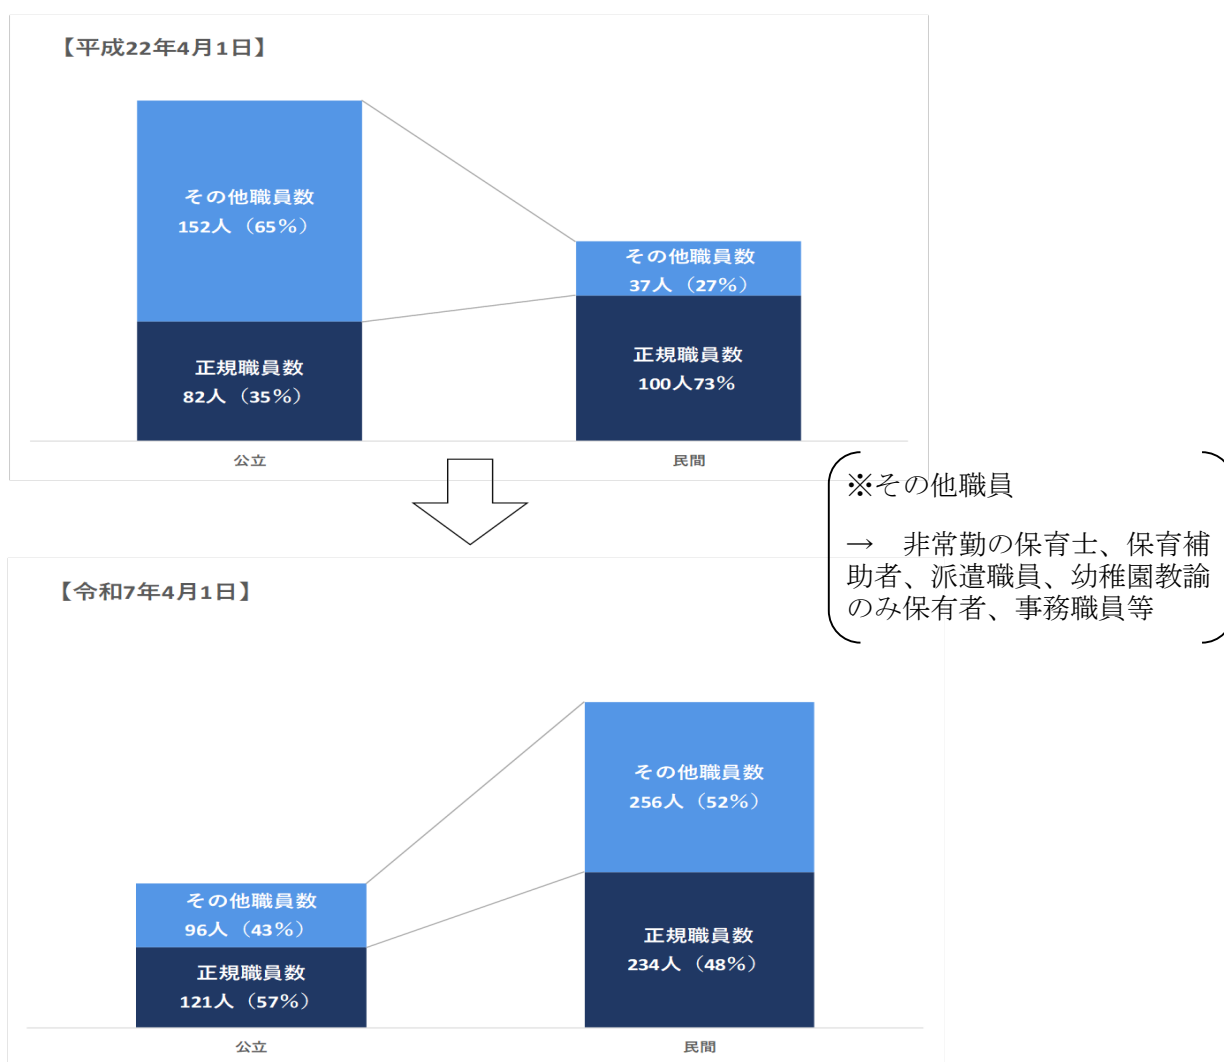 【平成22年4月1日】
その他職員数
152人（65％）
その他職員数
37人（27％）
正規職員数
82人（35％）
正規職員数
100人73％
公立
民間
※その他職員
→　非常勤の保育士、保育補
助者、派遣職員、幼稚園教諭
のみ保有者、事務職員等
【令和7年4月1日】
その他職員数
256人（52％）
その他職員数
96人（43％）
正規職員数
234人（48％）
正規職員数
121人（57％）
公立
民間